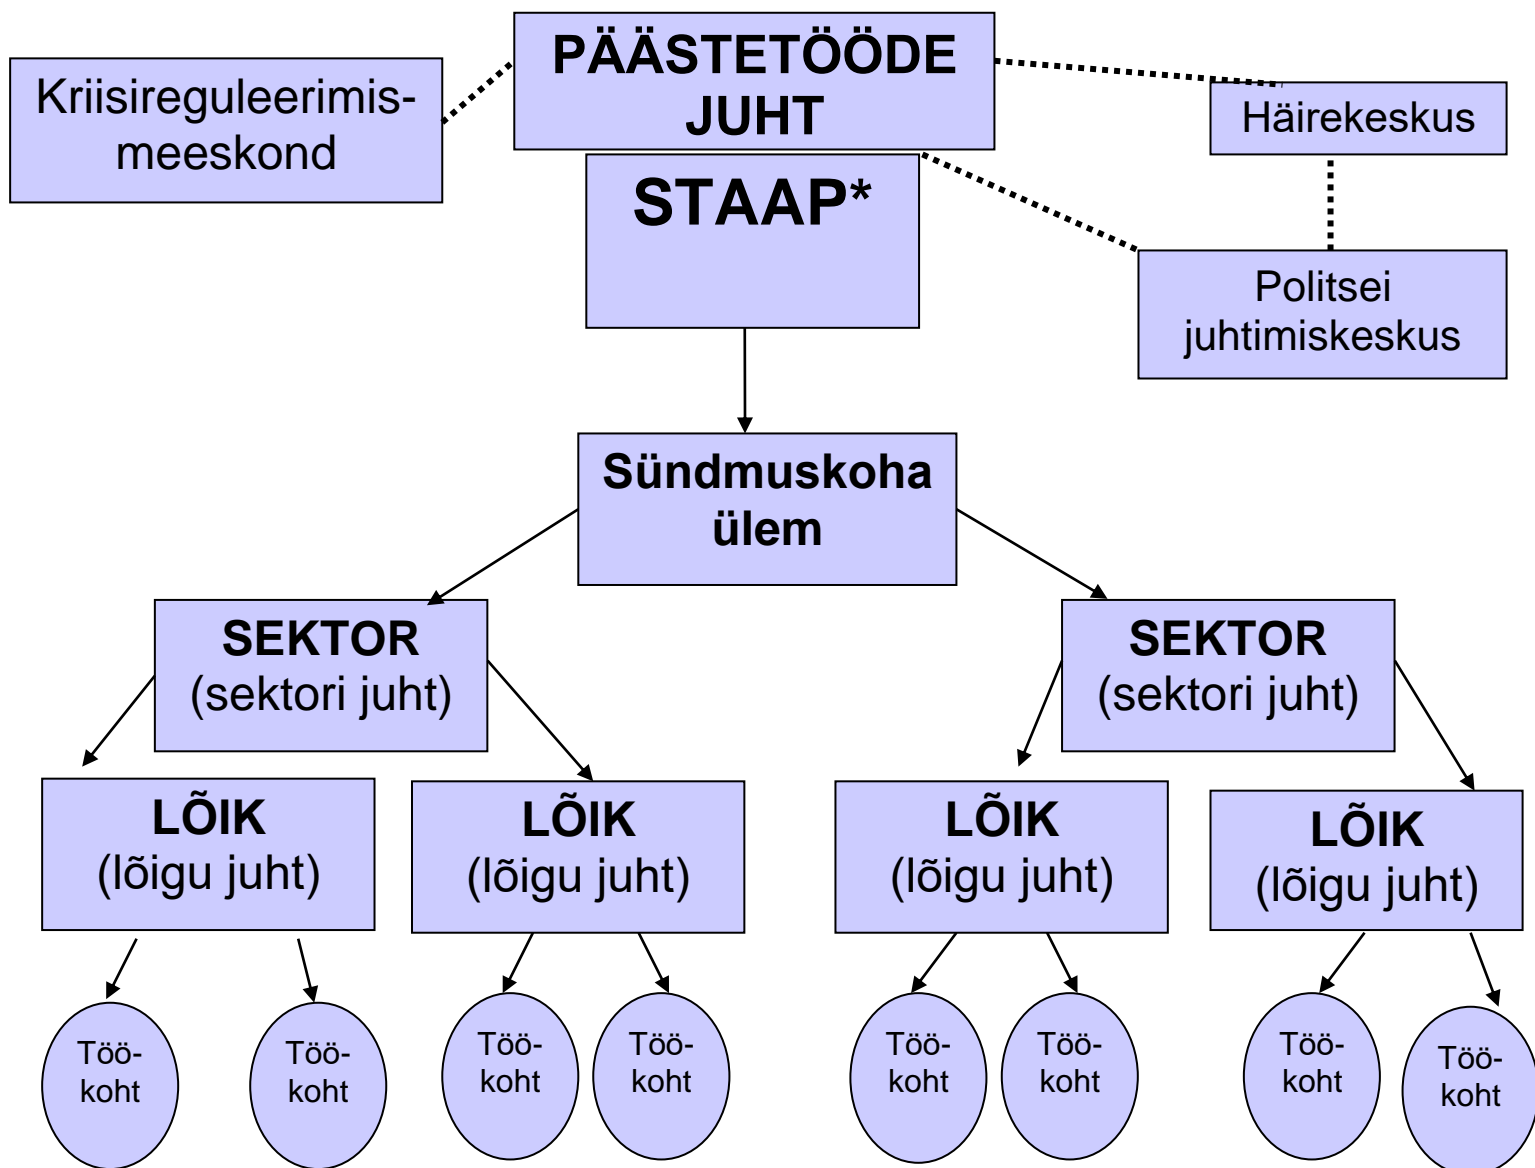 PÄÄSTETÖÖDE
JUHT
Kriisireguleerimis-
meeskond
Häirekeskus
STAAP*
Politsei
juhtimiskeskus
Sündmuskoha
ülem
SEKTOR
(sektori juht)
SEKTOR
(sektori juht)
LÕIK
(lõigu juht)
LÕIK
(lõigu juht)
LÕIK
(lõigu juht)
LÕIK
(lõigu juht)
Töö-
koht
Töö-
koht
Töö-
koht
Töö-
koht
Töö-
koht
Töö-
koht
Töö-
koht
Töö-
koht